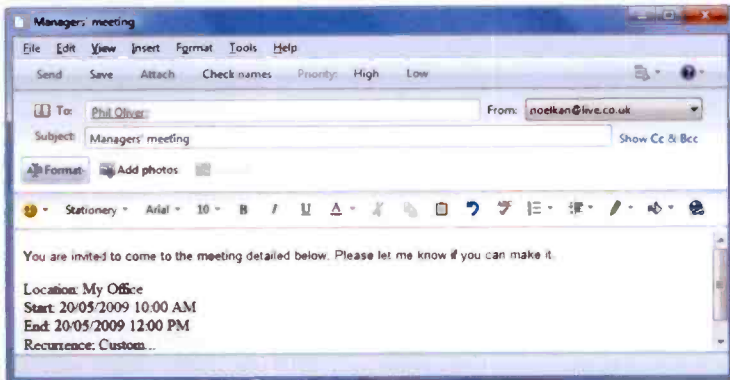 Managers' meeting
File Edit View Insert Format Tools Help
Send Save Attach Check names Priority: High Low
To: Phil Oliver; From: noelkan@live.co.uk
Subject: Managers' meeting Show Cc & Bcc
Format Add photos
Stationery Arial 10 B I U A
You are invited to come to the meeting detailed below. Please let me know if you can make it.
Location: My Office
Start: 20/05/2009 10:00 AM
End: 20/05/2009 12:00 PM
Recurrence: Custom...